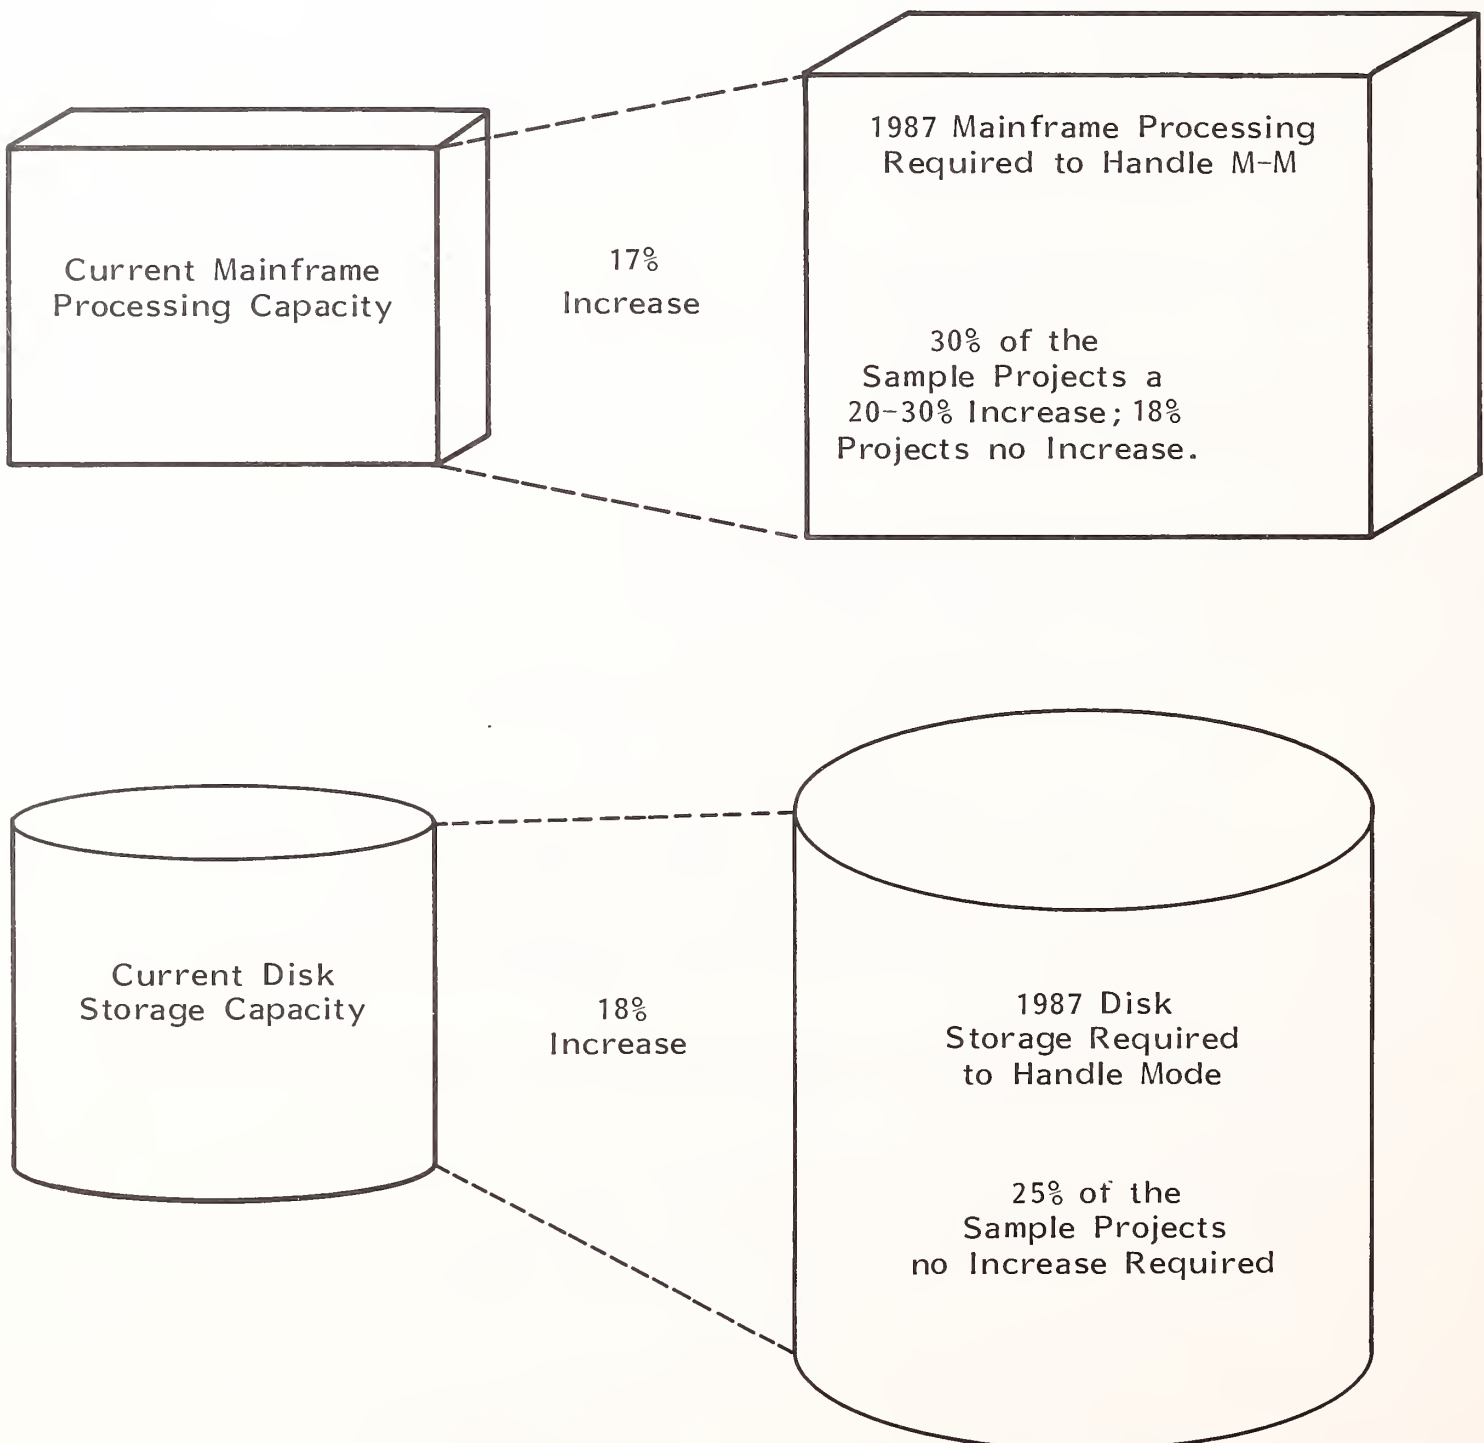 1987 Mainframe Processing
Required to Handle M-M
Current Mainframe
Processing Capacity
17%
Increase
30% of the
Sample Projects a
20-30% Increase; 18%
Projects no Increase.
Current Disk
Storage Capacity
18%
Increase
1987 Disk
Storage Required
to Handle Mode
25% of the
Sample Projects
no Increase Required